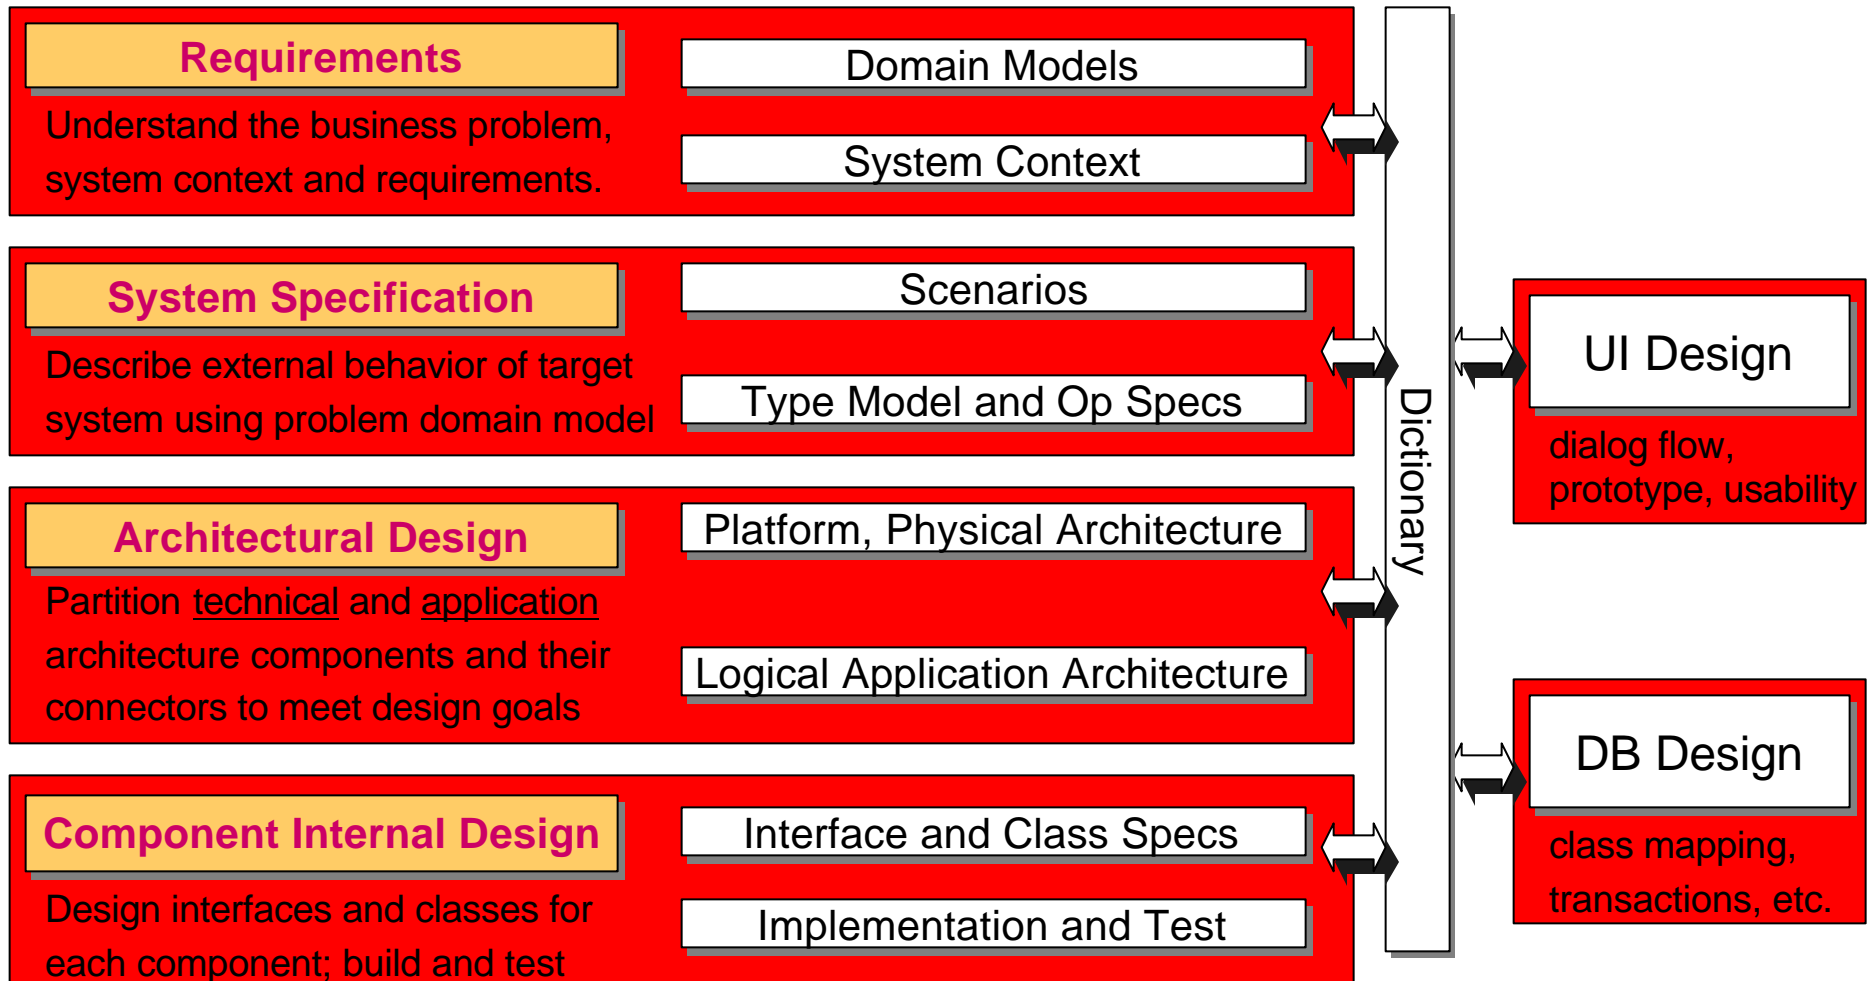 Requirements
Understand the business problem,
system context and requirements.
Domain Models
System Context
System Specification
Describe external behavior of target
system using problem domain model
Scenarios
Type Model and Op Specs
Architectural Design
Partition technical and application
architecture components and their
connectors to meet design goals
Platform, Physical Architecture
Logical Application Architecture
Component Internal Design
Design interfaces and classes for
each component; build and test
Interface and Class Specs
Implementation and Test
Dictionary
UI Design
dialog flow,
prototype, usability
DB Design
class mapping,
transactions, etc.